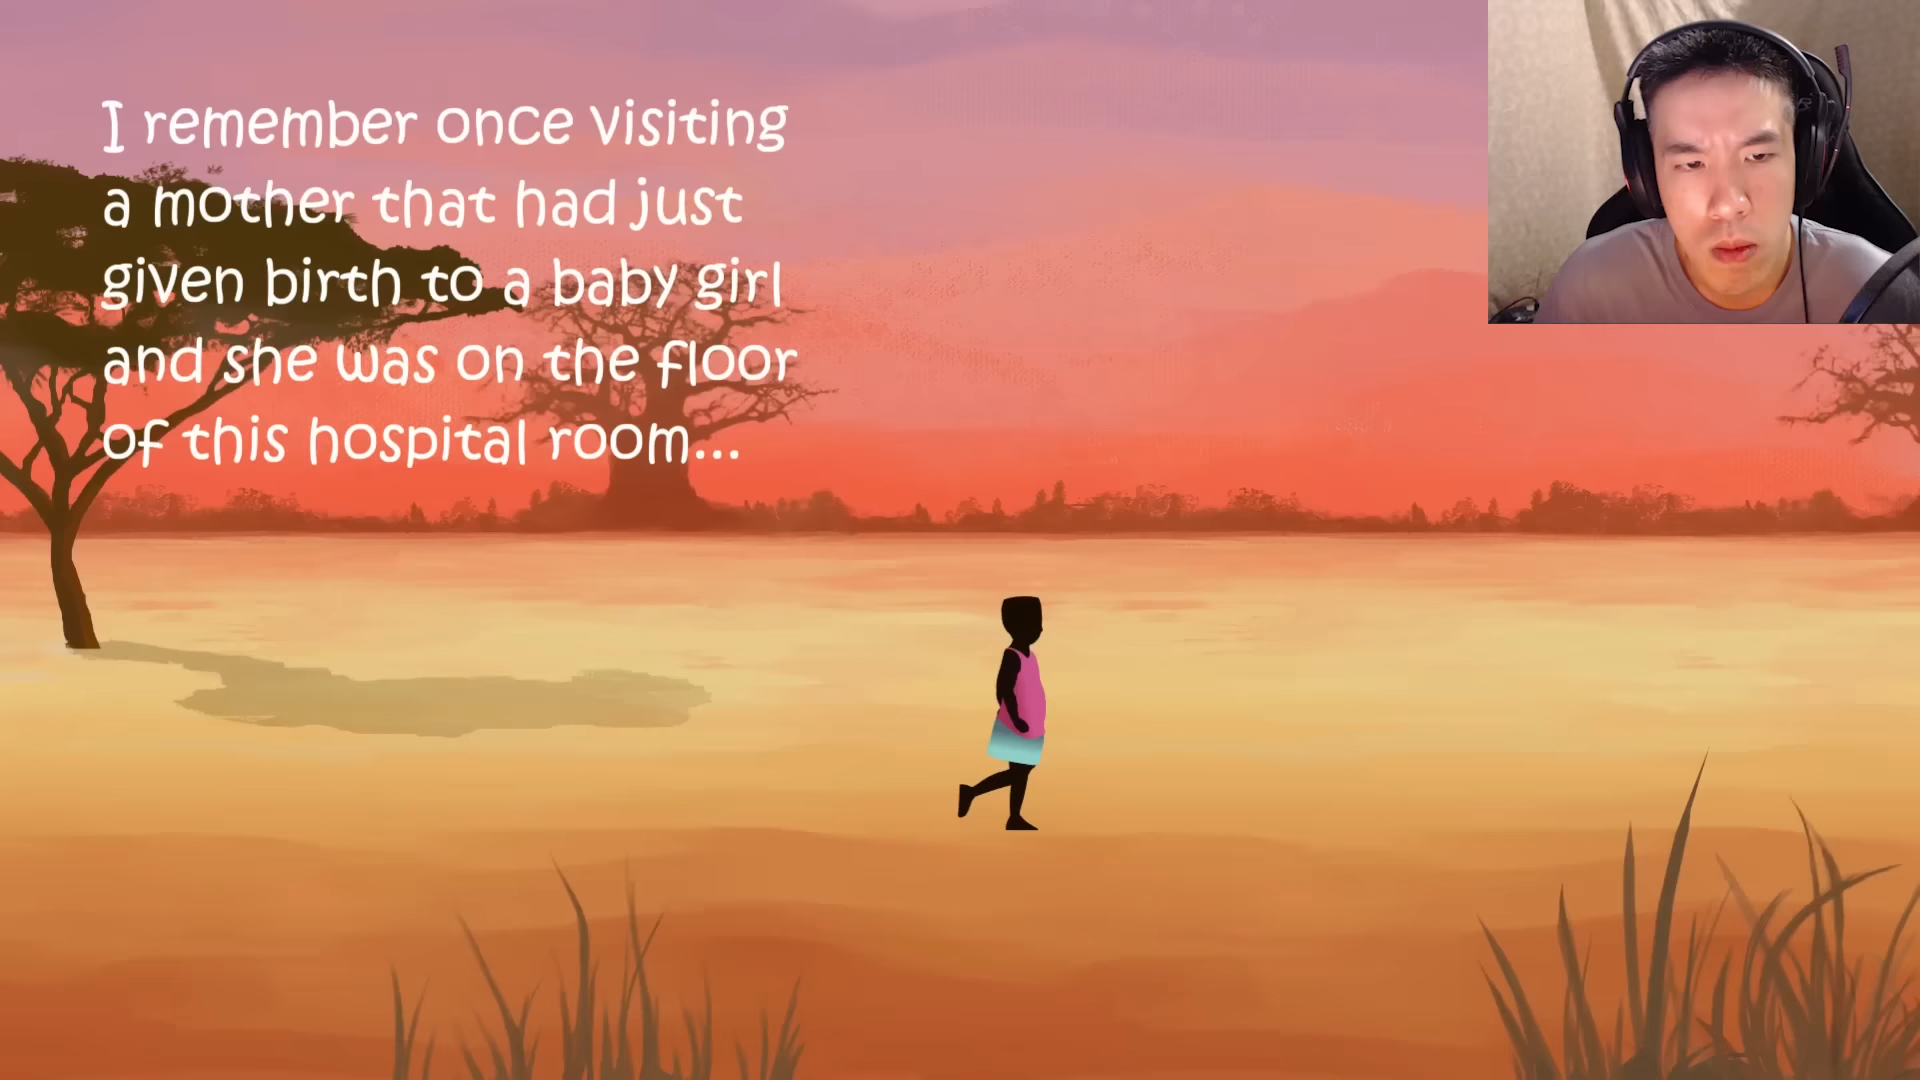 I remember once visiting
a mother that had just
given birth to a baby girl
and she was on the floor
of this hospital room...